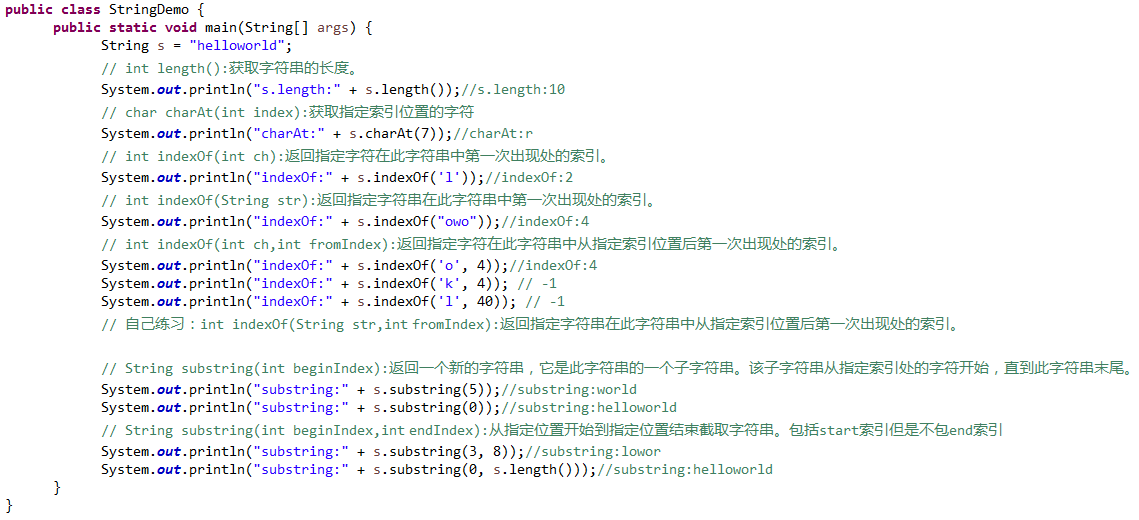 public class StringDemo {
public static void main(String[] args) {
String s = "helloworld";
// int length():获取字符串的长度。
System.out.println("s.length:" + s.length());//s.length:10
// char charAt(int index):获取指定索引位置的字符
System.out.println("charAt:" + s.charAt(7));//charAt:r
// int indexOf(int ch):返回指定字符在此字符串中第一次出现处的索引。
System.out.println("indexOf:" + s.indexOf('l'));//indexOf:2
// int indexOf(String str):返回指定字符串在此字符串中第一次出现处的索引。
System.out.println("indexOf:" + s.indexOf("owo"));//indexOf:4
// int indexOf(int ch,int fromIndex):返回指定字符在此字符串中从指定索引位置后第一次出现处的索引。
System.out.println("indexOf:" + s.indexOf('o', 4));//indexOf:4
System.out.println("indexOf:" + s.indexOf('k', 4)); // -1
System.out.println("indexOf:" + s.indexOf('l', 40)); // -1
// 自己练习：int indexOf(String str,int fromIndex):返回指定字符串在此字符串中从指定索引位置后第一次出现处的索引。
// String substring(int beginIndex):返回一个新的字符串，它是此字符串的一个子字符串。该子字符串从指定索引处的字符开始，直到此字符串末尾。
System.out.println("substring:" + s.substring(5));//substring:world
System.out.println("substring:" + s.substring(0));//substring:helloworld
// String substring(int beginIndex,int endIndex):从指定位置开始到指定位置结束截取字符串。包括start索引但是不包end索引
System.out.println("substring:" + s.substring(3, 8));//substring:lowor
System.out.println("substring:" + s.substring(0, s.length()));//substring:helloworld
}
}